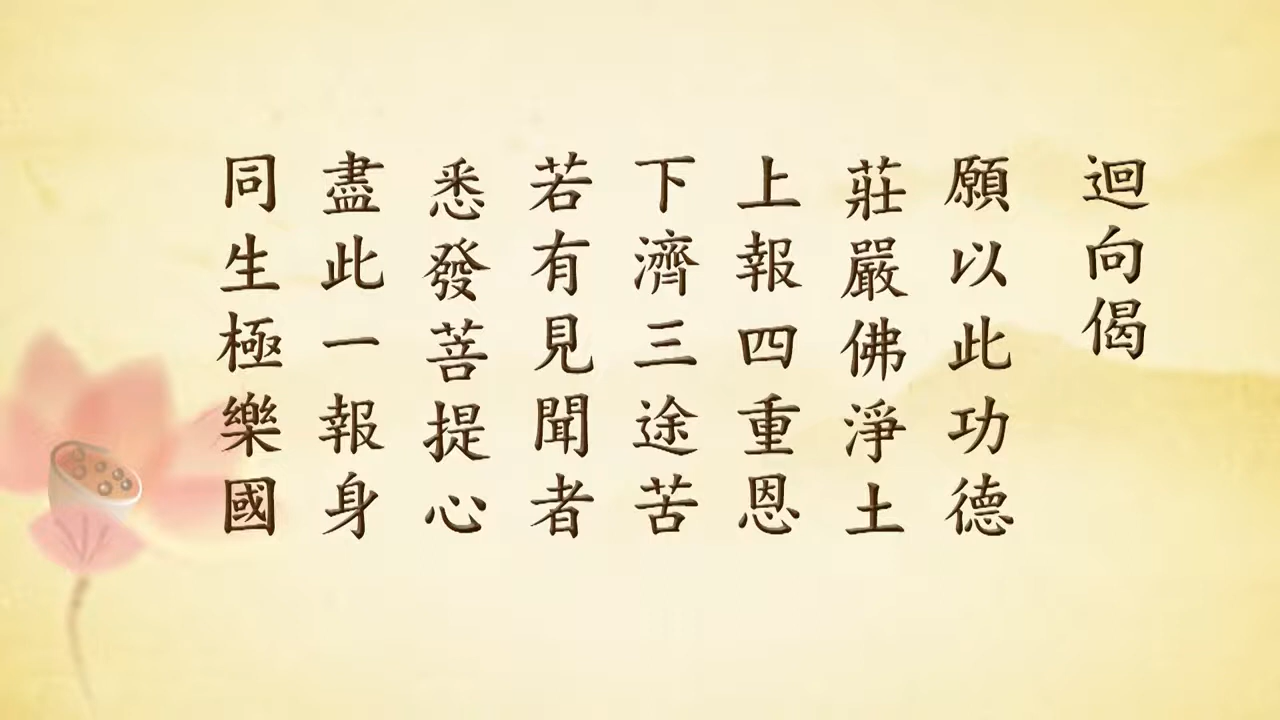 迴向偈
願以此功德
莊嚴佛淨土
上報四重恩
下濟三途苦
若有見聞者
悉發菩提心
盡此一報身
同生極樂國